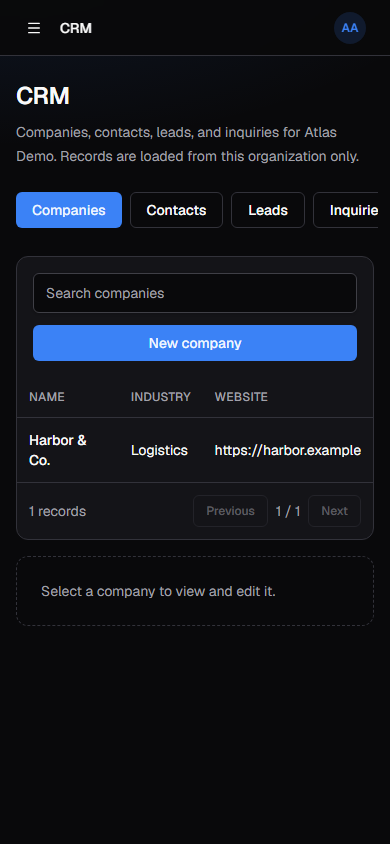 CRM
AA
CRM
Companies, contacts, leads, and inquiries for Atlas
Demo. Records are loaded from this organization only.
Companies
Contacts
Leads
Inquirie
Search companies
New company
NAME INDUSTRY WEBSITE
Harbor &
Co.
Logistics
https://harbor.example
1 records
Previous
1 / 1
Next
Select a company to view and edit it.